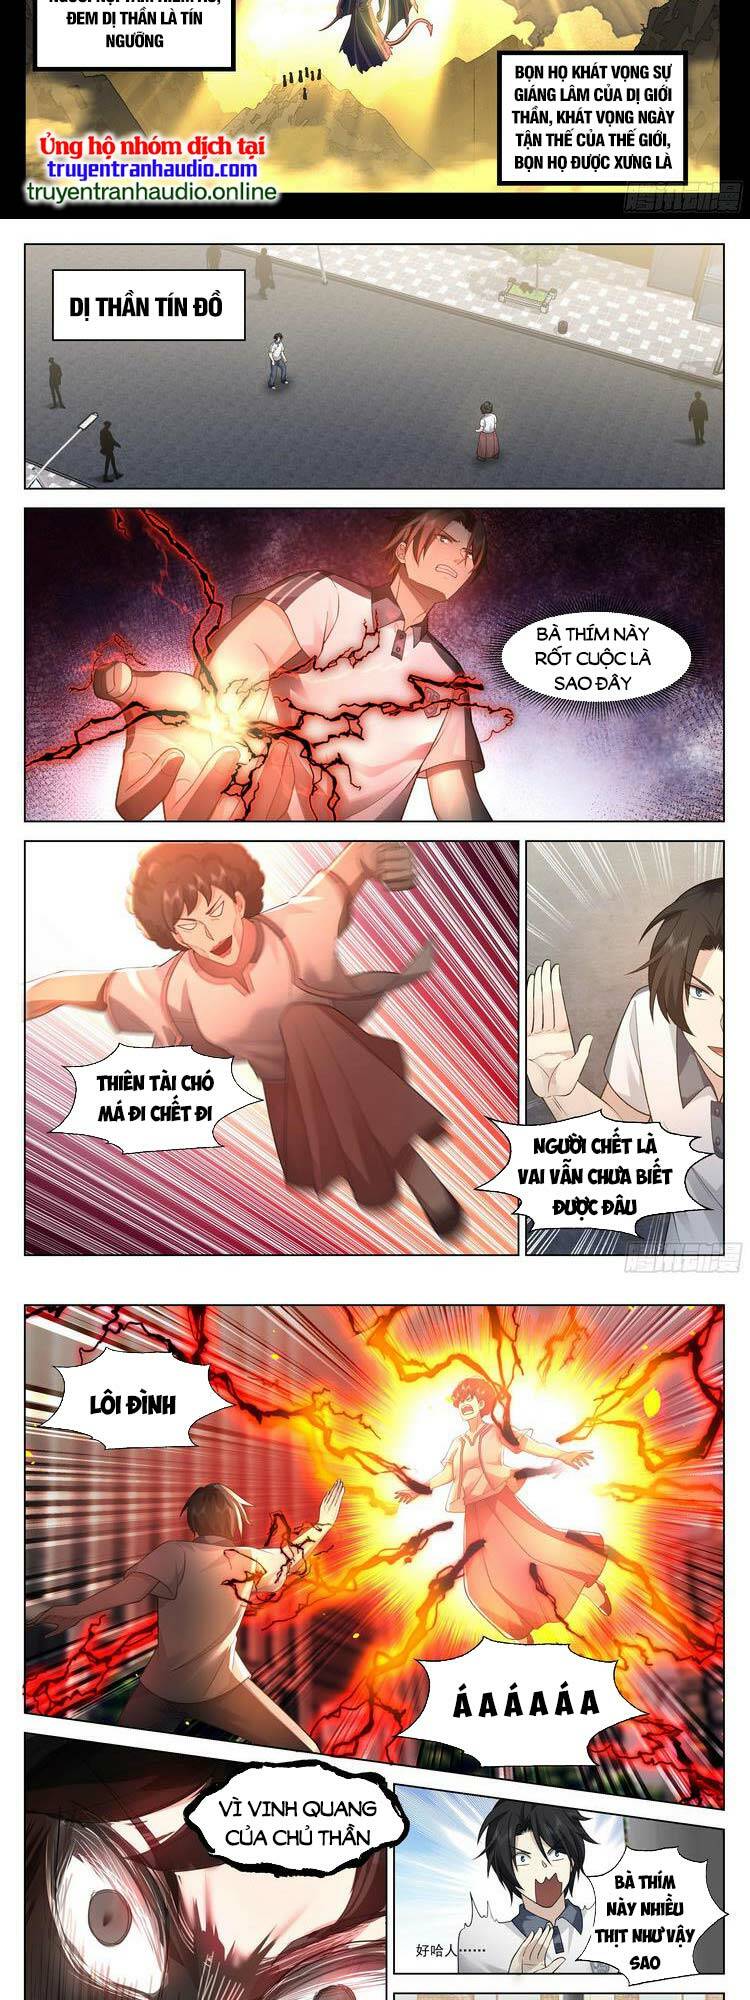 ĐEM DỊ THẦN LÀ TÍN
NGƯỠNG
BỌN HỌ KHÁT VỌNG SỰ
GIÁNG LÂM CỦA DỊ GIỚI
THẦN, KHÁT VỌNG NGÀY
TẬN THẾ CỦA THẾ GIỚI,
BỌN HỌ ĐƯỢC XƯNG LÀ
Ủng hộ nhóm dịch tại
truyentranhaudio.com
truyentranhaudio.online
DỊ THẦN TÍN ĐỒ
BÀ THÍM NÀY
RỐT CUỘC LÀ
SAO ĐÂY
THIÊN TÀI CHÓ
MÁ ĐI CHẾT ĐI
NGƯỜI CHẾT LÀ
VAI VẪN CHƯA BIẾT
ĐƯỢC ĐÂU
LÔI ĐÌNH
Á A Á A Á A
VÌ VINH QUANG
CỦA CHỦ THẦN
BÀ THÍM
NÀY NHIỀU
THỊT NHƯ VẬY
SAO
好哈人……